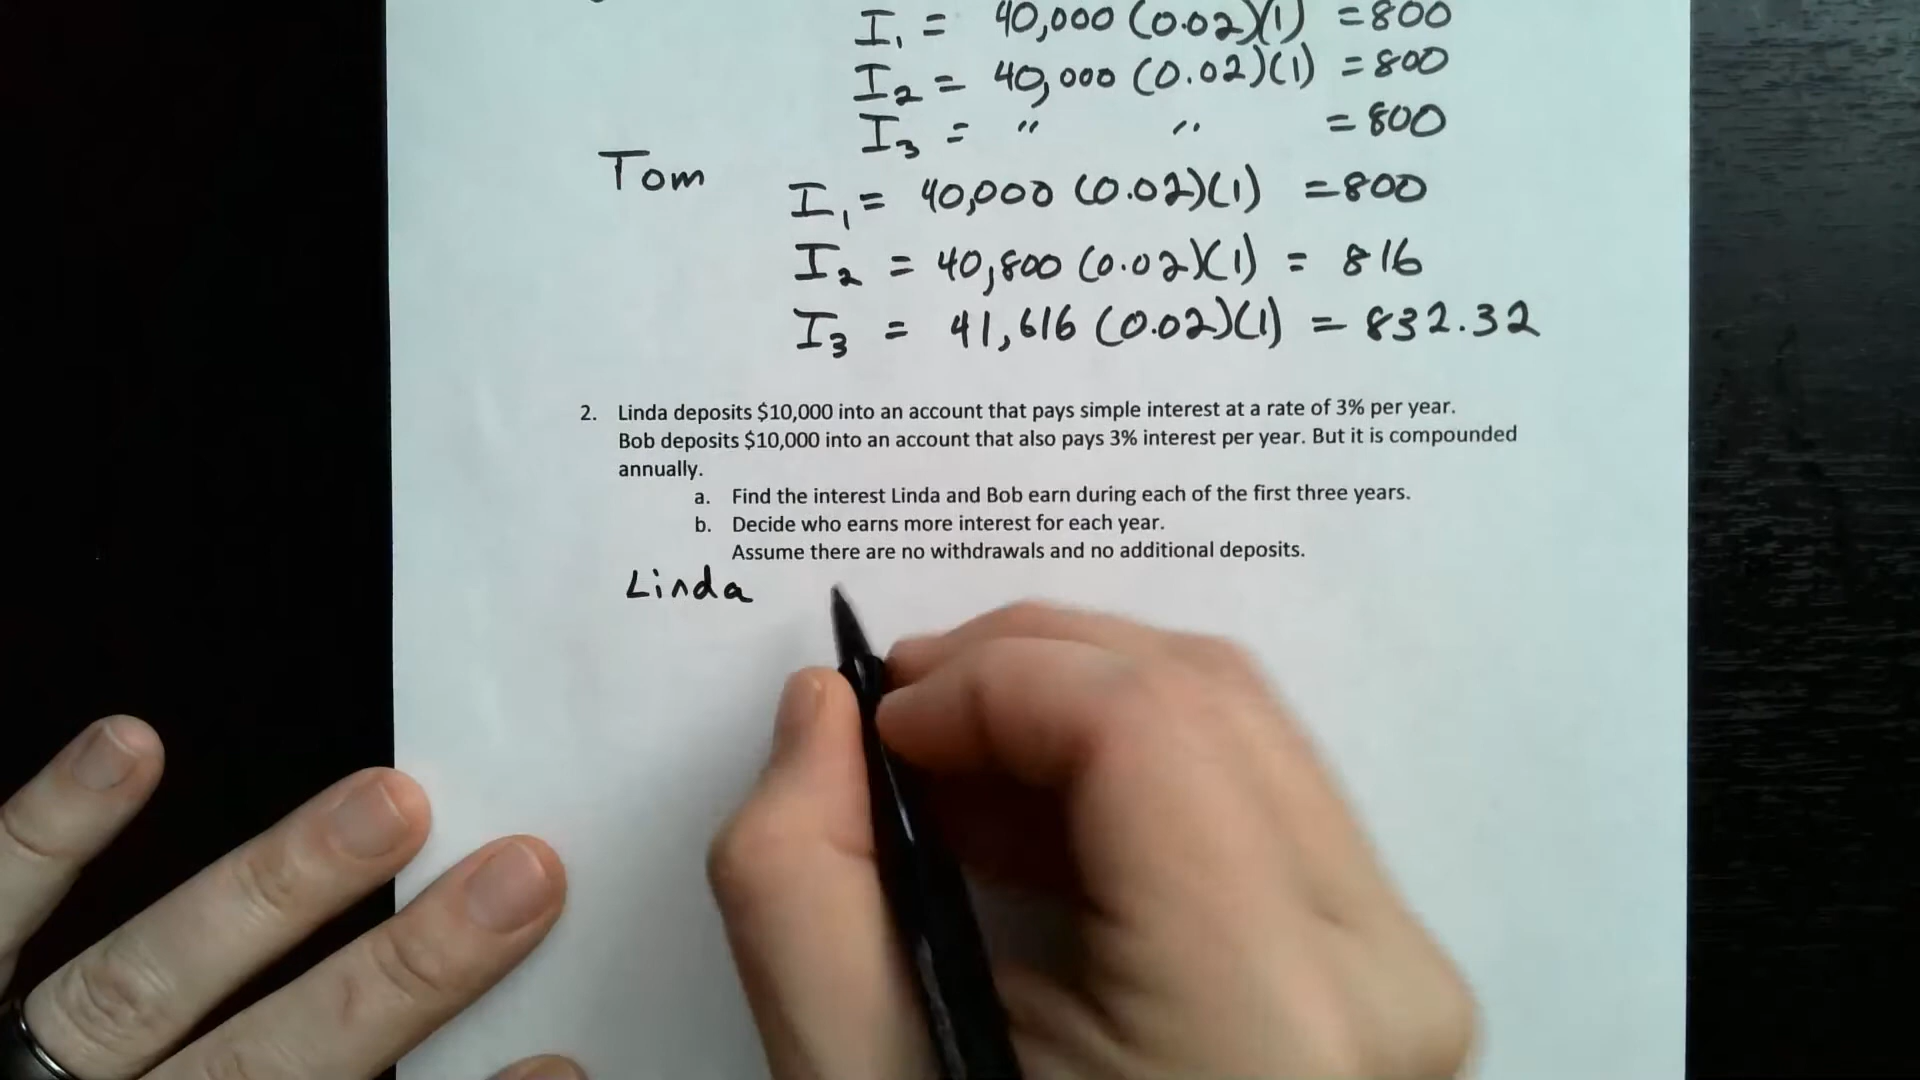 I₁ = 40,000 (0.02)(1) = 800
I₂ = 40,000 (0.02)(1) = 800
I₃ = " " = 800
Tom
I₁ = 40,000 (0.02)(1) = 800
I₂ = 40,800 (0.02)(1) = 816
I₃ = 41,616 (0.02)(1) = 832.32
2. Linda deposits $10,000 into an account that pays simple interest at a rate of 3% per year.
Bob deposits $10,000 into an account that also pays 3% interest per year. But it is compounded
annually.
a. Find the interest Linda and Bob earn during each of the first three years.
b. Decide who earns more interest for each year.
Assume there are no withdrawals and no additional deposits.
Linda